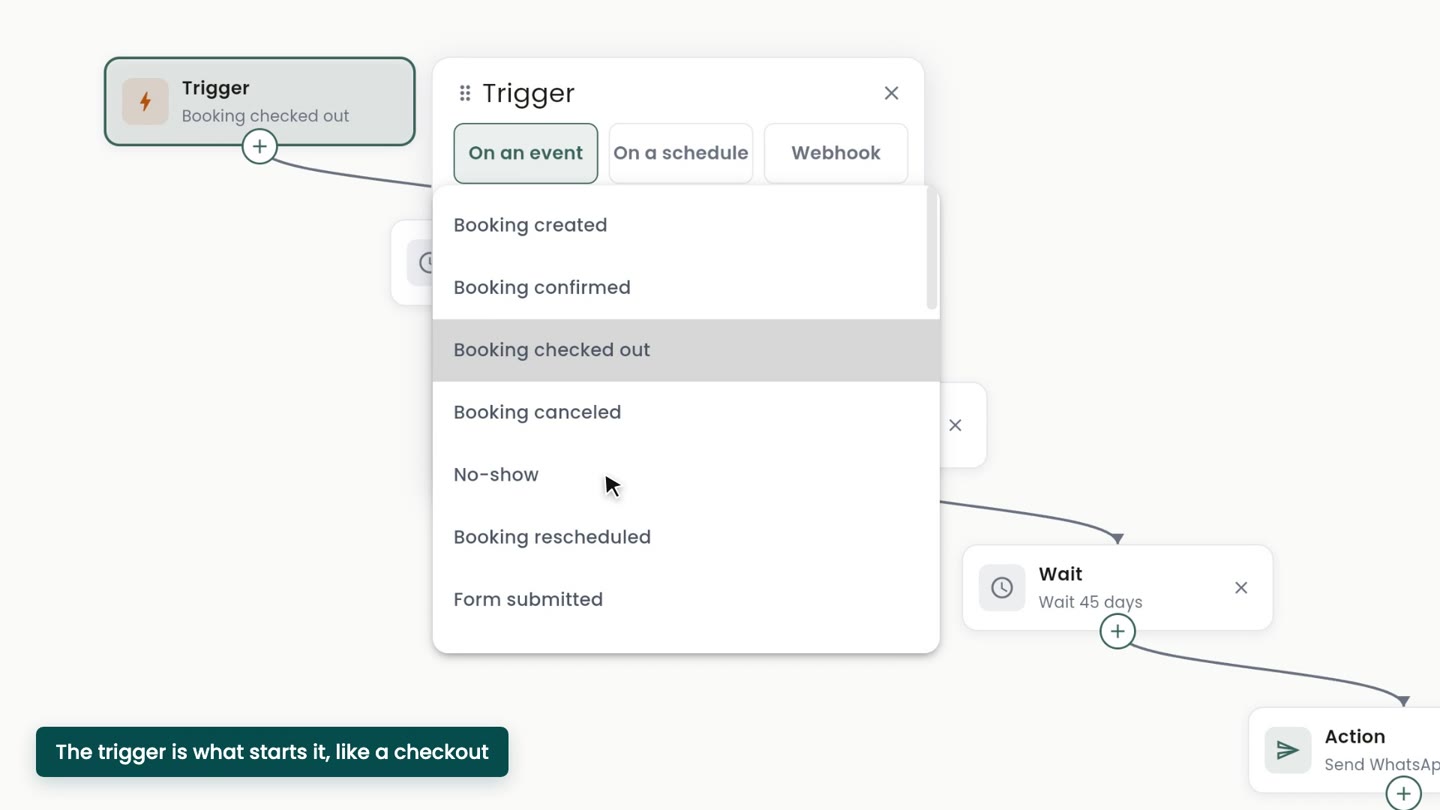 Trigger
Booking checked out
Trigger
On an event
On a schedule
Webhook
Booking created
Booking confirmed
Booking checked out
Booking canceled
No-show
Booking rescheduled
Form submitted
Wait
Wait 45 days
Action
Send WhatsAp
The trigger is what starts it, like a checkout